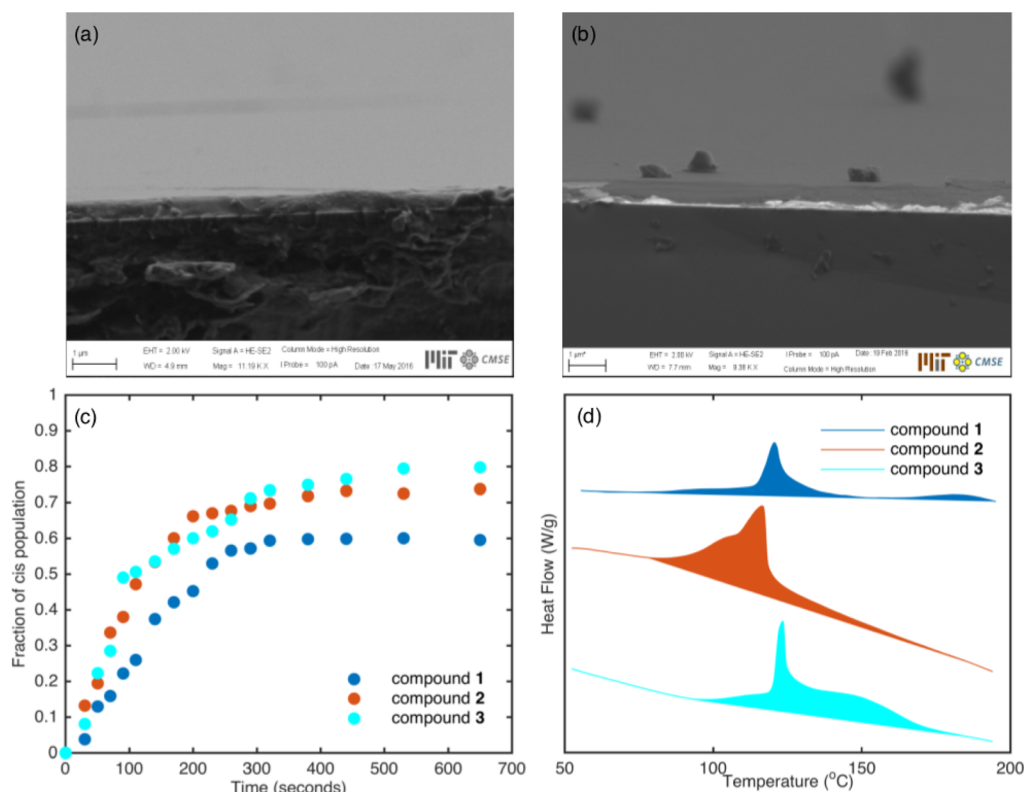 (a)
(b)
1 µm
EHT = 2.00 kV
Signal A = HE-SE2
Column Mode = High Resolution
WD = 4.9 mm
Mag = 11.19 K X
I Probe = 100 pA
Date :17 May 2016
MIT CMSE
1 µm*
EHT = 2.00 kV
Signal A = HE-SE2
I Probe = 100 pA
Date :19 Feb 2016
WD = 7.7 mm
Mag = 9.38 K X
Column Mode = High Resolution
MIT CMSE
(c)
Fraction of cis population
1
0.9
0.8
0.7
0.6
0.5
0.4
0.3
0.2
0.1
0
compound 1
compound 2
compound 3
0 100 200 300 400 500 600 700
Time (seconds)
(d)
Heat Flow (W/g)
compound 1
compound 2
compound 3
50 100 150 200
Temperature (°C)